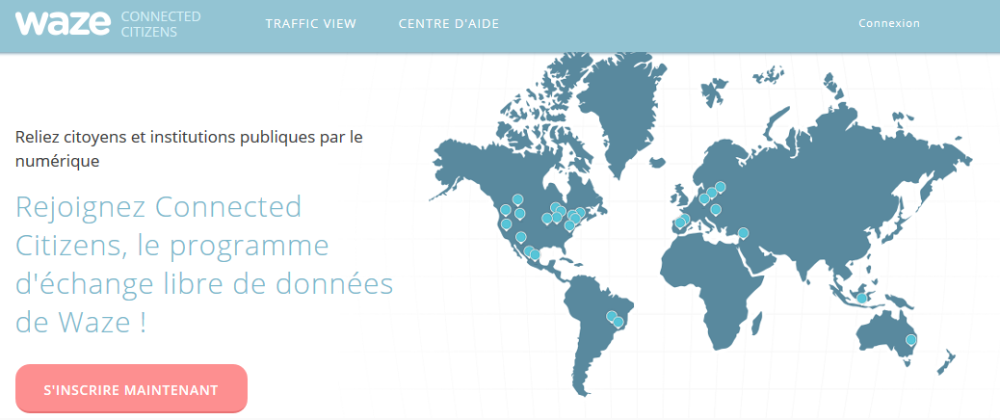 waze CONNECTED
CITIZENS
TRAFFIC VIEW
CENTRE D'AIDE
Connexion
Reliez citoyens et institutions publiques par le
numérique
Rejoignez Connected
Citizens, le programme
d'échange libre de données
de Waze !
S'INSCRIRE MAINTENANT